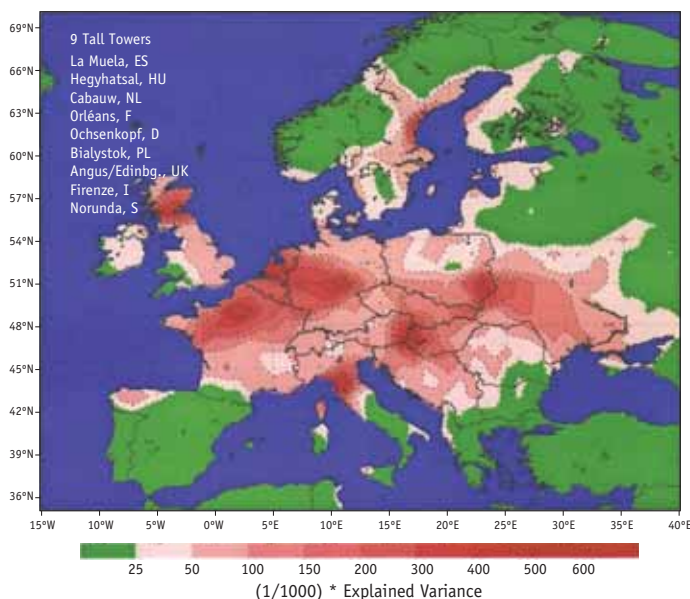 9 Tall Towers
La Muela, ES
Hegyhatsal, HU
Cabauw, NL
Orléans, F
Ochsenkopf, D
Bialystok, PL
Angus/Edinbg., UK
Firenze, I
Norunda, S
69°N
66°N
63°N
60°N
57°N
54°N
51°N
48°N
45°N
42°N
39°N
36°N
15°W 10°W 5°W 0°W 5°E 10°E 15°E 20°E 25°E 30°E 35°E 40°E
25 50 100 150 200 300 400 500 600
(1/1000) * Explained Variance